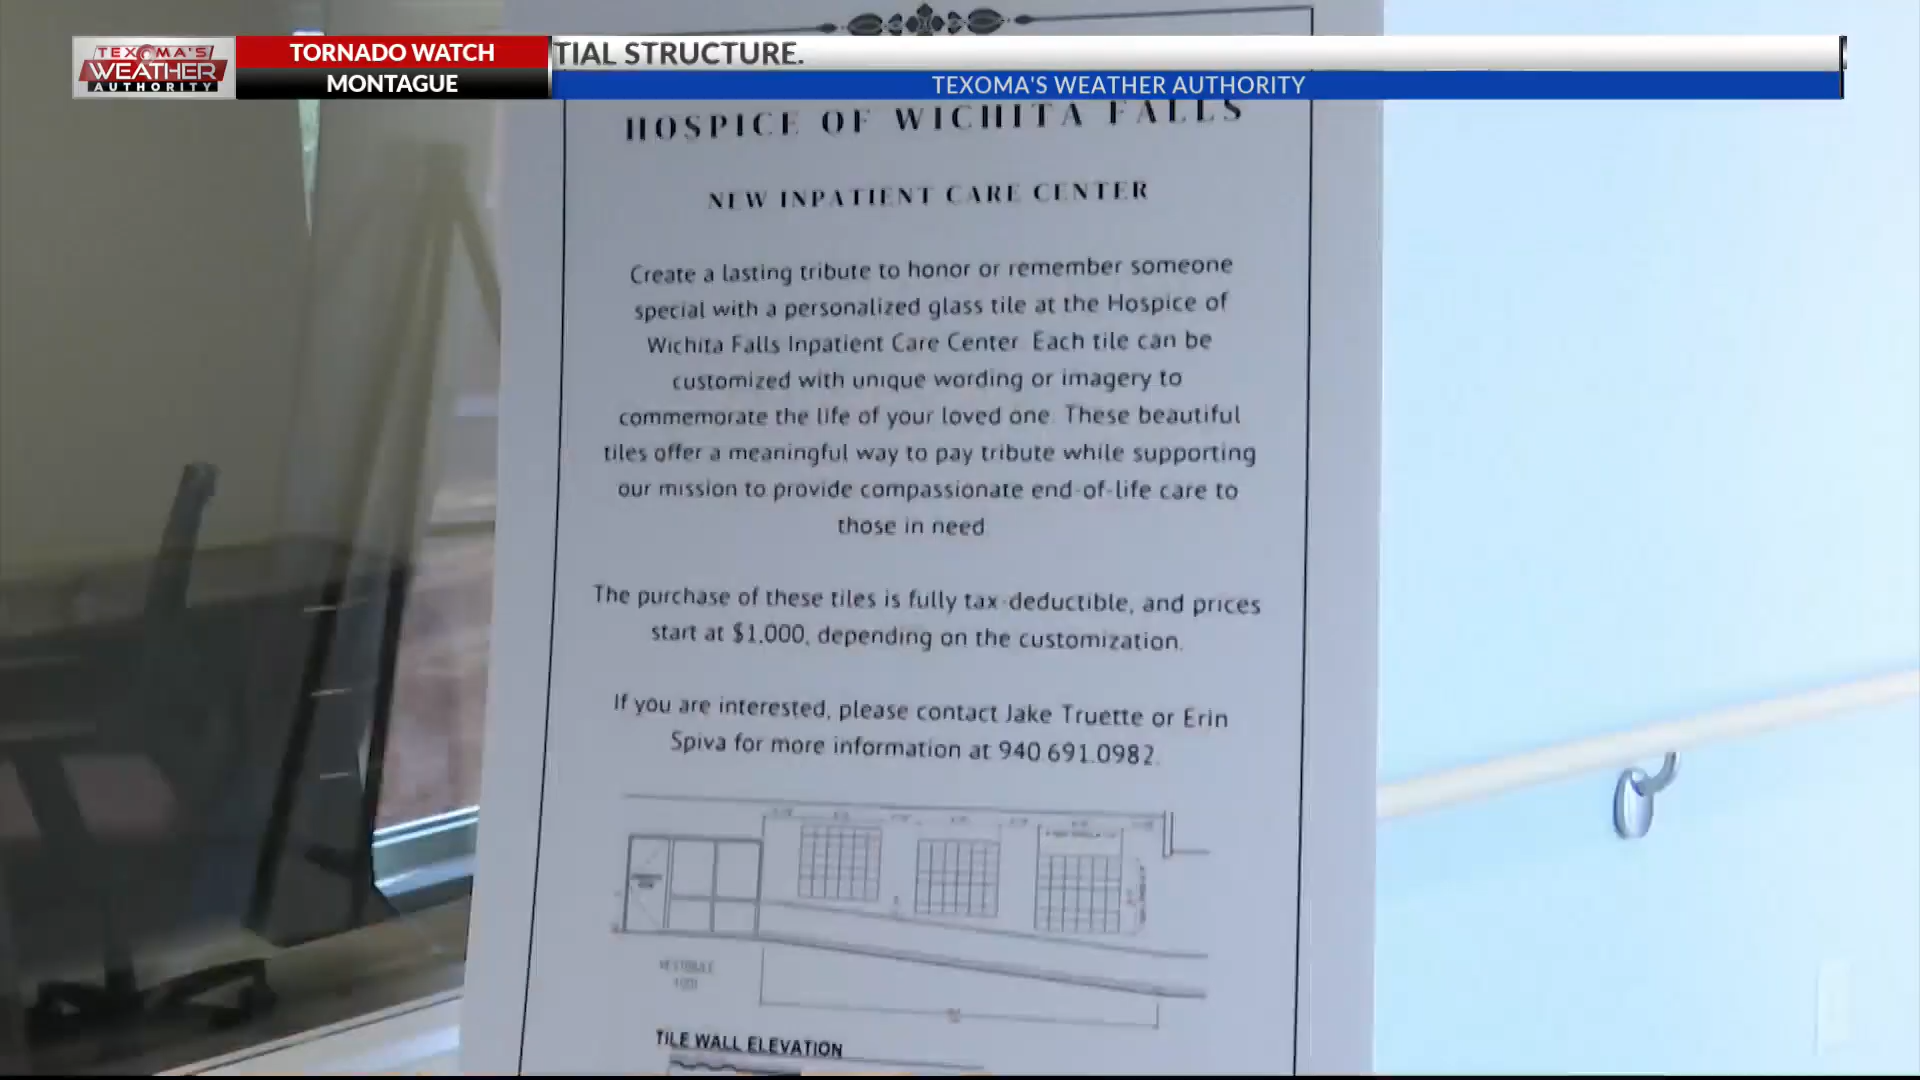 TEXOMA'S
WEATHER
AUTHORITY
TORNADO WATCH
MONTAGUE
TIAL STRUCTURE.
TEXOMA'S WEATHER AUTHORITY
HOSPICE OF WICHITA FALLS
NEW INPATIENT CARE CENTER
Create a lasting tribute to honor or remember someone
special with a personalized glass tile at the Hospice of
Wichita Falls Inpatient Care Center. Each tile can be
customized with unique wording or imagery to
commemorate the life of your loved one. These beautiful
tiles offer a meaningful way to pay tribute while supporting
our mission to provide compassionate end-of-life care to
those in need.
The purchase of these tiles is fully tax-deductible, and prices
start at $1,000, depending on the customization.
If you are interested, please contact Jake Truette or Erin
Spiva for more information at 940.691.0982.
VESTIBULE
TILE WALL ELEVATION